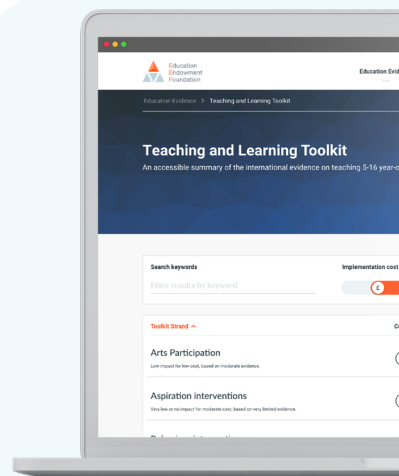 Education
Endowment
Foundation
Education Evid
Education Evidence > Teaching and Learning Toolkit
Teaching and Learning Toolkit
An accessible summary of the international evidence on teaching 5-16 year-o
Search keywords
Implementation cost
Filter results by keyword
£
Toolkit Strand
C
Arts Participation
Low impact for low cost, based on moderate evidence.
Aspiration interventions
Very low or no impact for moderate cost, based on very limited evidence.